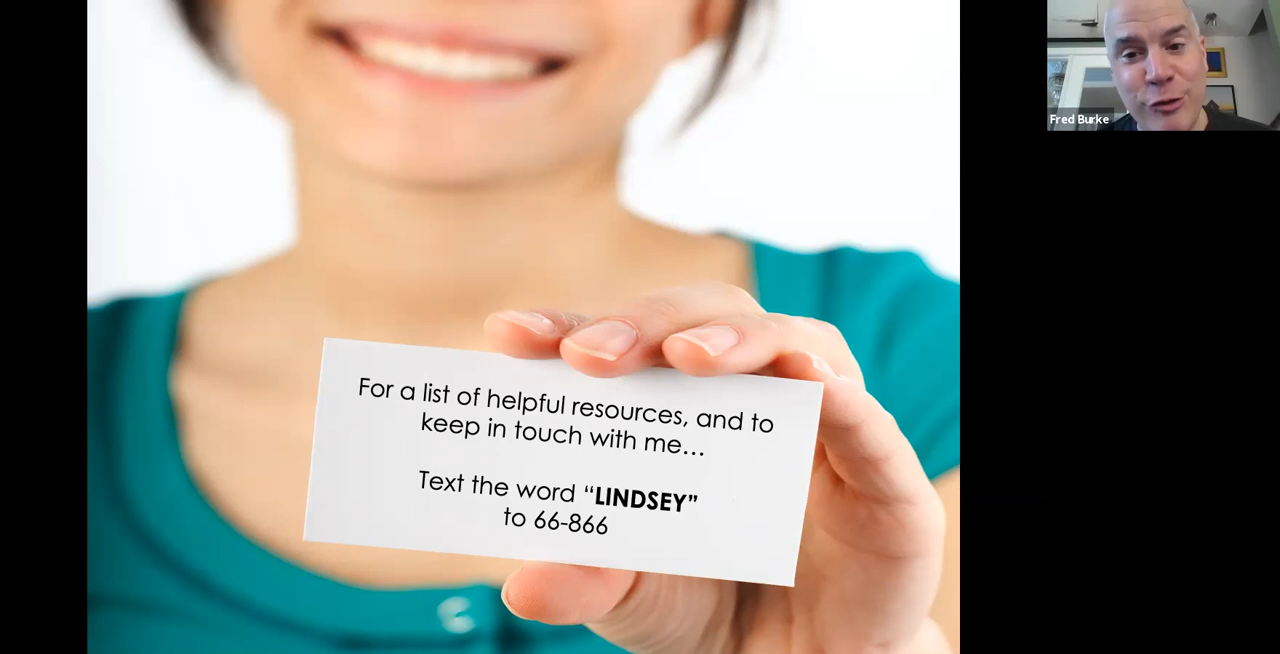 Fred Burke
For a list of helpful resources, and to
keep in touch with me...
Text the word “LINDSEY”
to 66-866